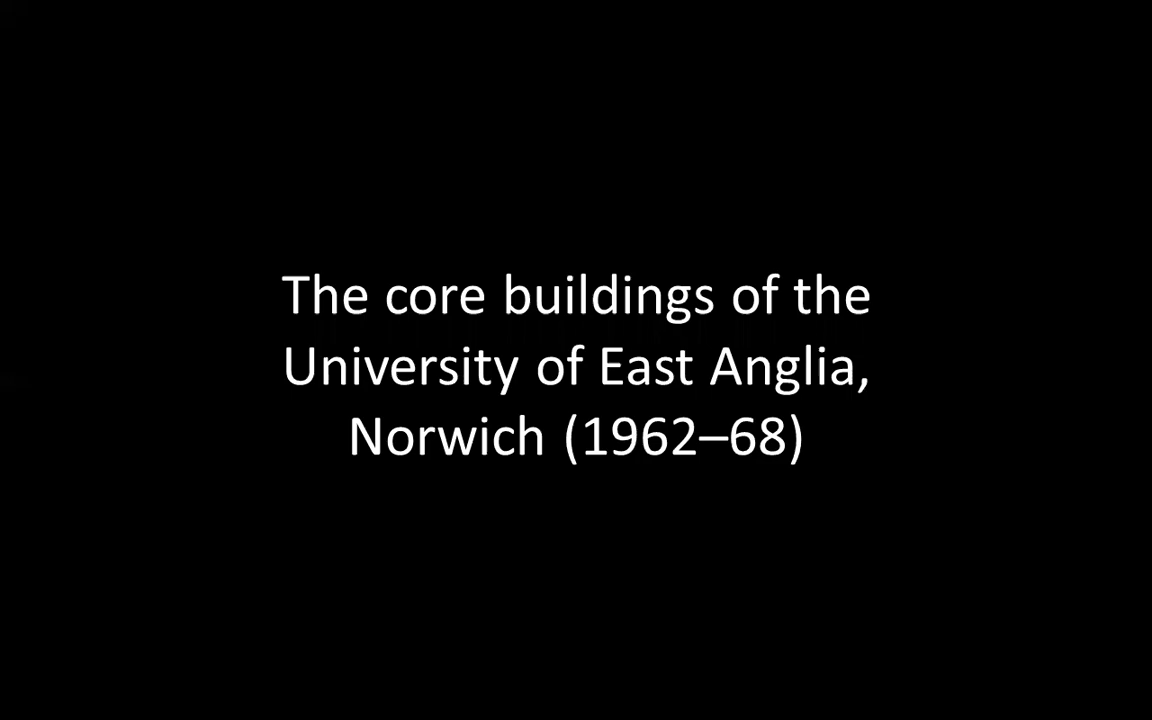 The core buildings of the
University of East Anglia,
Norwich (1962–68)